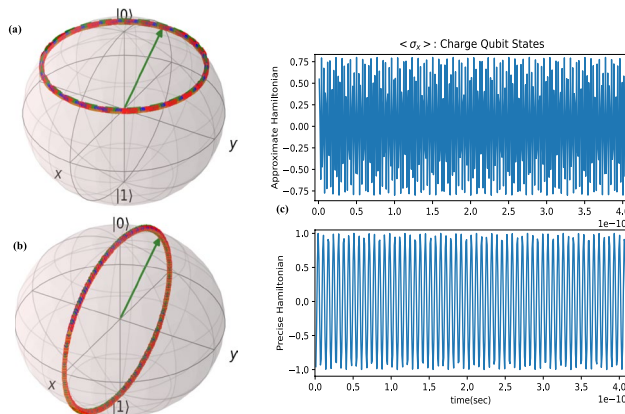 (a)
|0⟩
y
x
|1⟩
(b)
|0⟩
y
x
|1⟩
<σx>: Charge Qubit States
Approximate Hamiltonian
0.75
0.50
0.25
0.00
−0.25
−0.50
−0.75
0.0 0.5 1.0 1.5 2.0 2.5 3.0 3.5 4.0
1e−10
(c)
Precise Hamiltonian
1.0
0.5
0.0
−0.5
−1.0
0.0 0.5 1.0 1.5 2.0 2.5 3.0 3.5 4.0
time(sec)
1e−10